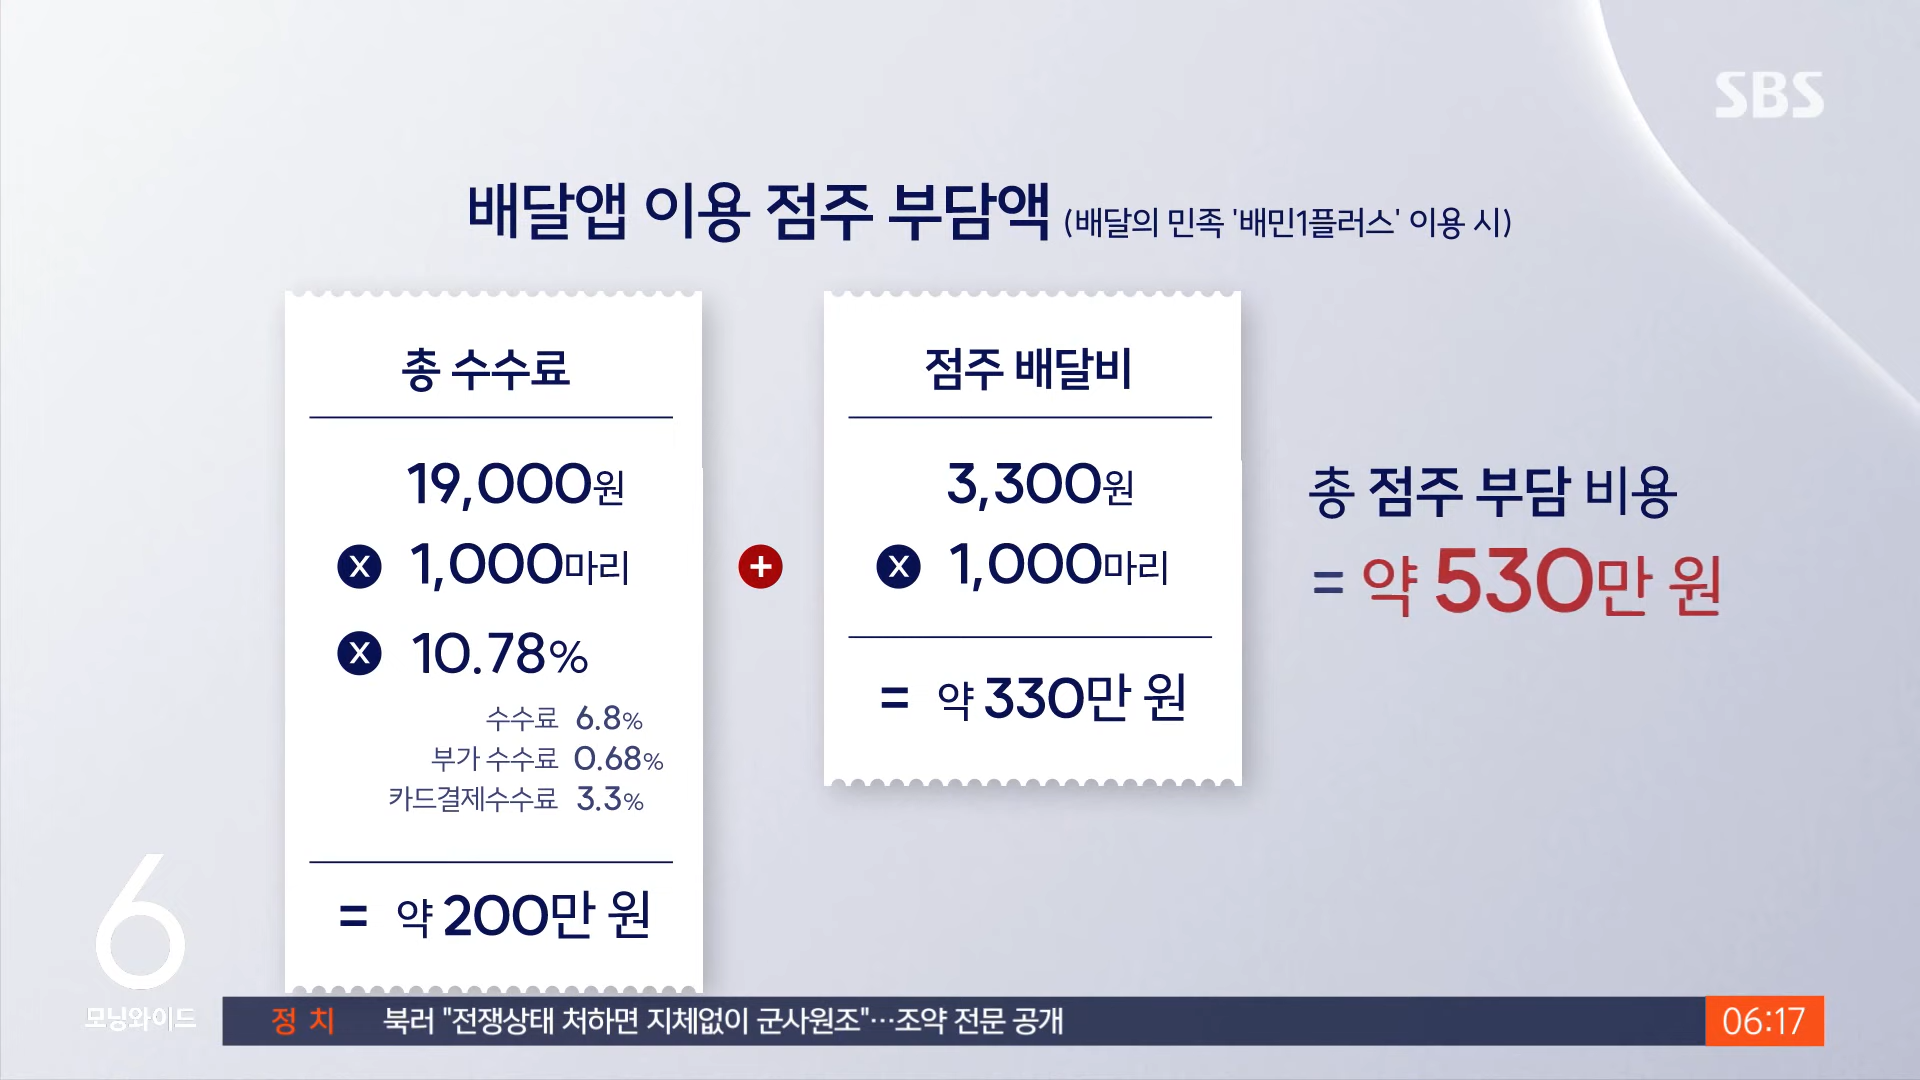 SBS
배달앱 이용 점주 부담액 (배달의 민족 '배민1플러스' 이용 시)
총 수수료
19,000원
X 1,000마리
X 10.78%
수수료 6.8%
부가 수수료 0.68%
카드결제수수료 3.3%
= 약 200만 원
+
점주 배달비
3,300원
X 1,000마리
= 약 330만 원
총 점주 부담 비용
= 약 530만 원
6
모닝와이드
정 치 북러 "전쟁상태 처하면 지체없이 군사원조"…조약 전문 공개
06:17